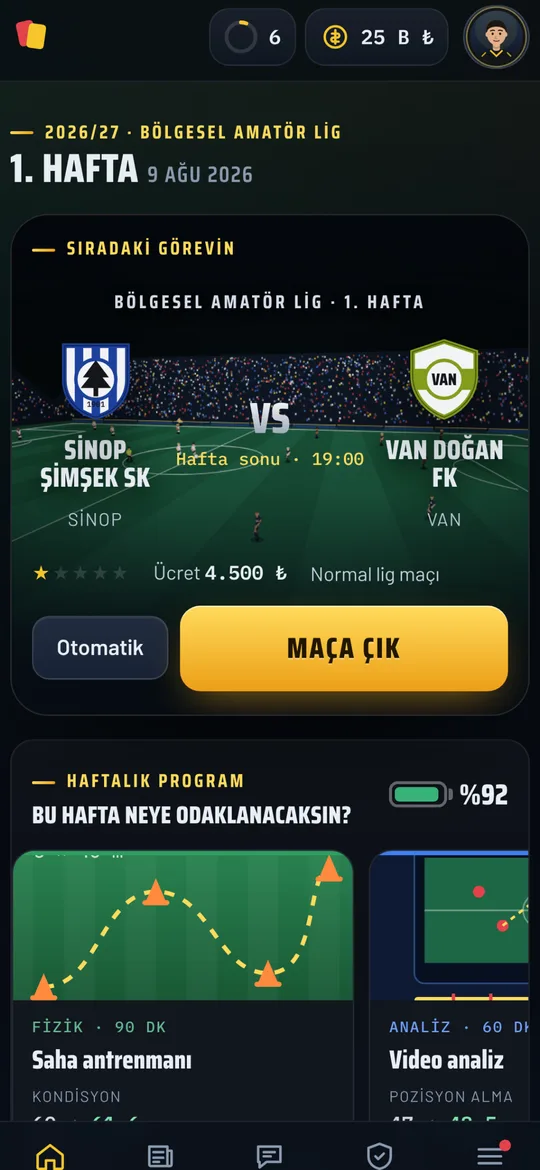 6
25 B ₺
2026/27 · BÖLGESEL AMATÖR LİG
1. HAFTA 9 AĞU 2026
SIRADAKİ GÖREVİN
BÖLGESEL AMATÖR LİG · 1. HAFTA
VAN
VS
Hafta sonu · 19:00
SİNOP
ŞİMŞEK SK
SİNOP
VAN DOĞAN
FK
VAN
Ücret 4.500 ₺ Normal lig maçı
Otomatik
MAÇA ÇIK
HAFTALIK PROGRAM
BU HAFTA NEYE ODAKLANACAKSIN?
%92
FİZİK · 90 DK
Saha antrenmanı
KONDİSYON
ANALİZ · 60 DK
Video analiz
POZİSYON ALMA